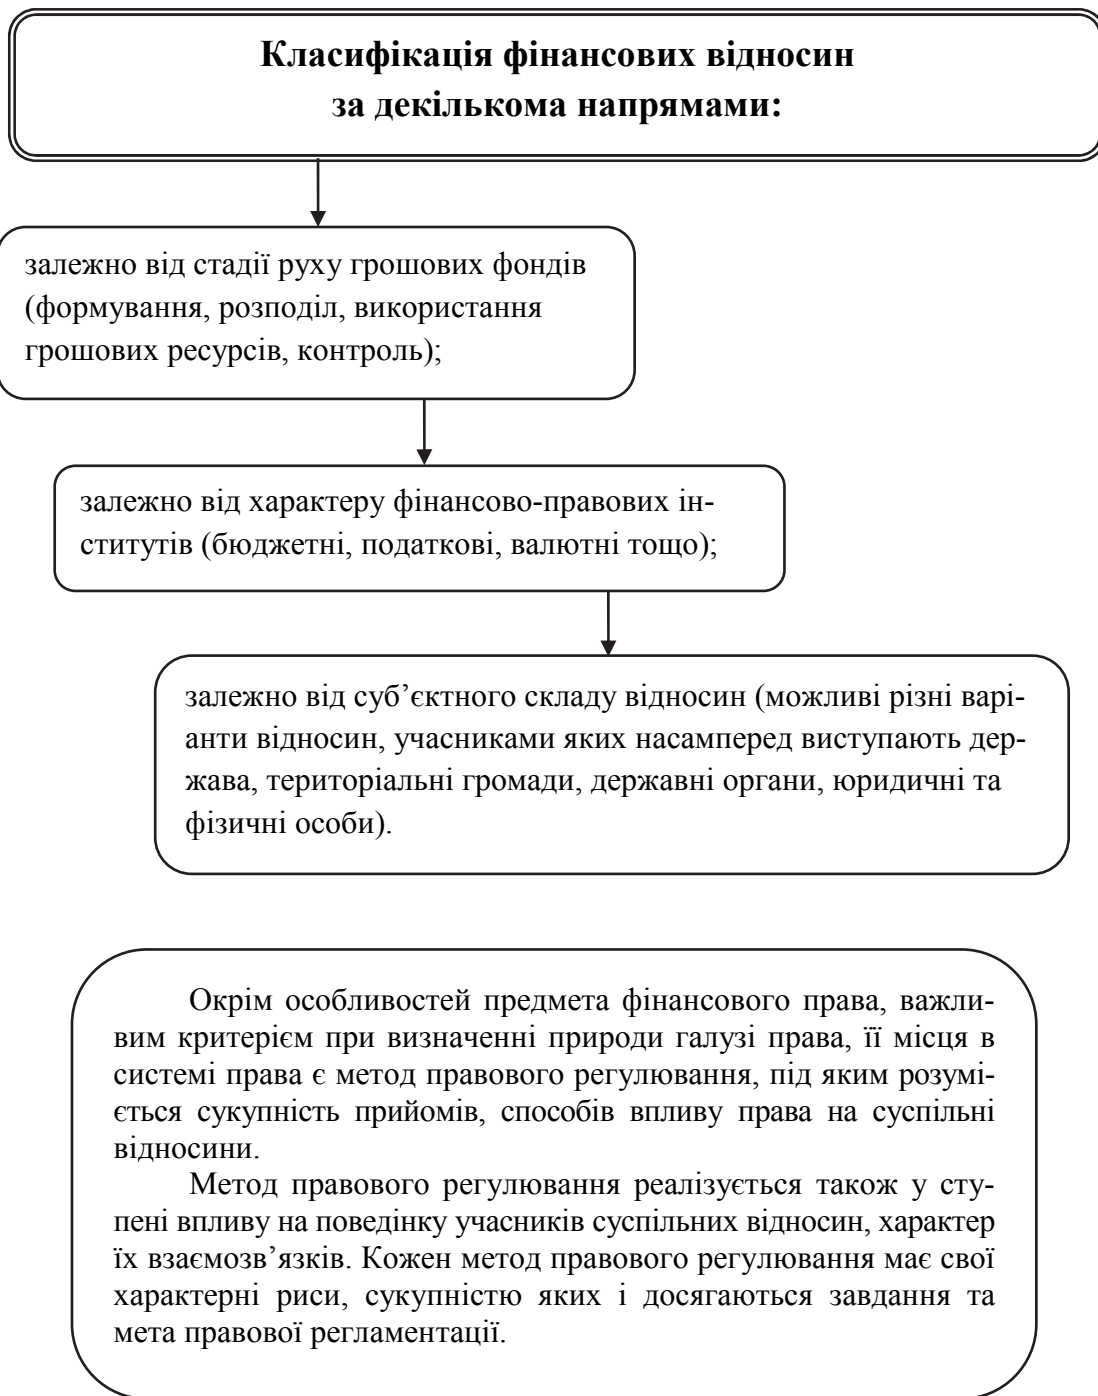 Класифікація фінансових відносин
за декількома напрямами:
залежно від стадії руху грошових фондів
(формування, розподіл, використання
грошових ресурсів, контроль);
залежно від характеру фінансово-правових ін-
ститутів (бюджетні, податкові, валютні тощо);
залежно від суб’єктного складу відносин (можливі різні варі-
анти відносин, учасниками яких насамперед виступають дер-
жава, територіальні громади, державні органи, юридичні та
фізичні особи).
Окрім особливостей предмета фінансового права, важли-
вим критерієм при визначенні природи галузі права, її місця в
системі права є метод правового регулювання, під яким розумі-
ється сукупність прийомів, способів впливу права на суспільні
відносини.
Метод правового регулювання реалізується також у сту-
пені впливу на поведінку учасників суспільних відносин, характер
їх взаємозв’язків. Кожен метод правового регулювання має свої
характерні риси, сукупністю яких і досягаються завдання та
мета правової регламентації.